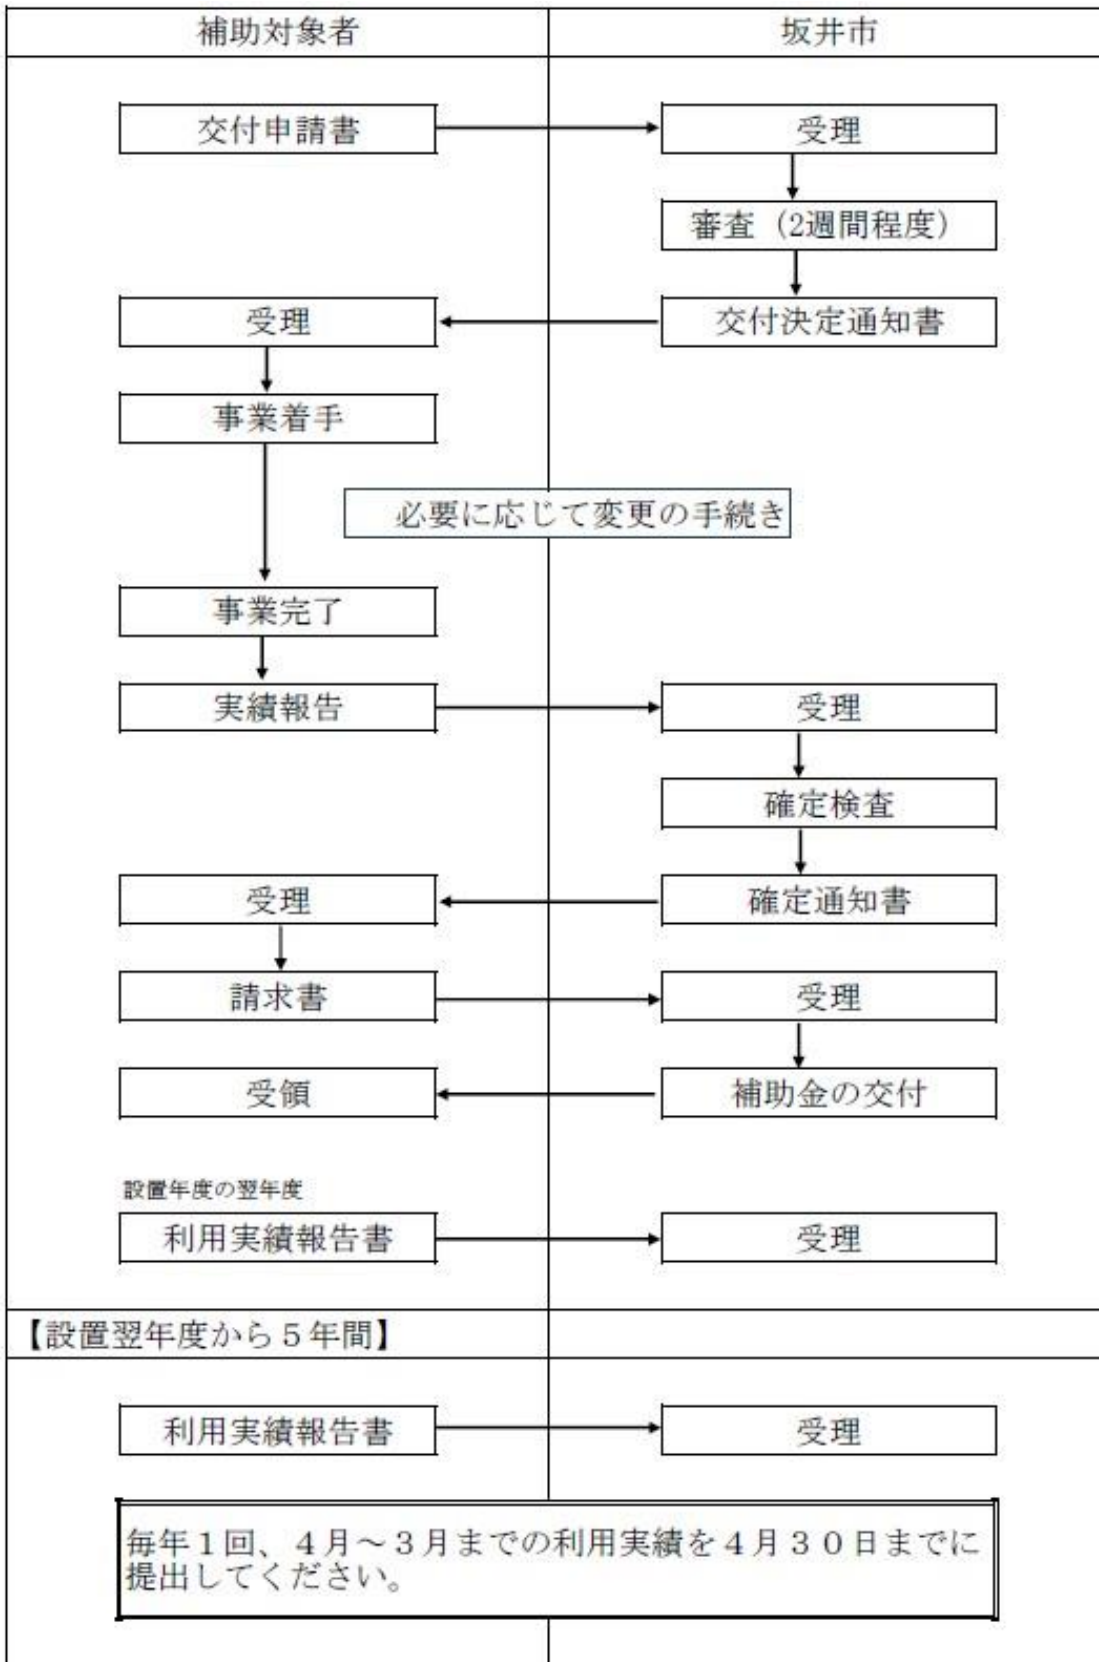 補助対象者
坂井市
交付申請書
受理
審査（2週間程度）
受理
交付決定通知書
事業着手
必要に応じて変更の手続き
事業完了
実績報告
受理
確定検査
受理
確定通知書
請求書
受理
受領
補助金の交付
設置年度の翌年度
利用実績報告書
受理
【設置翌年度から５年間】
利用実績報告書
受理
毎年１回、４月～３月までの利用実績を４月３０日までに
提出してください。